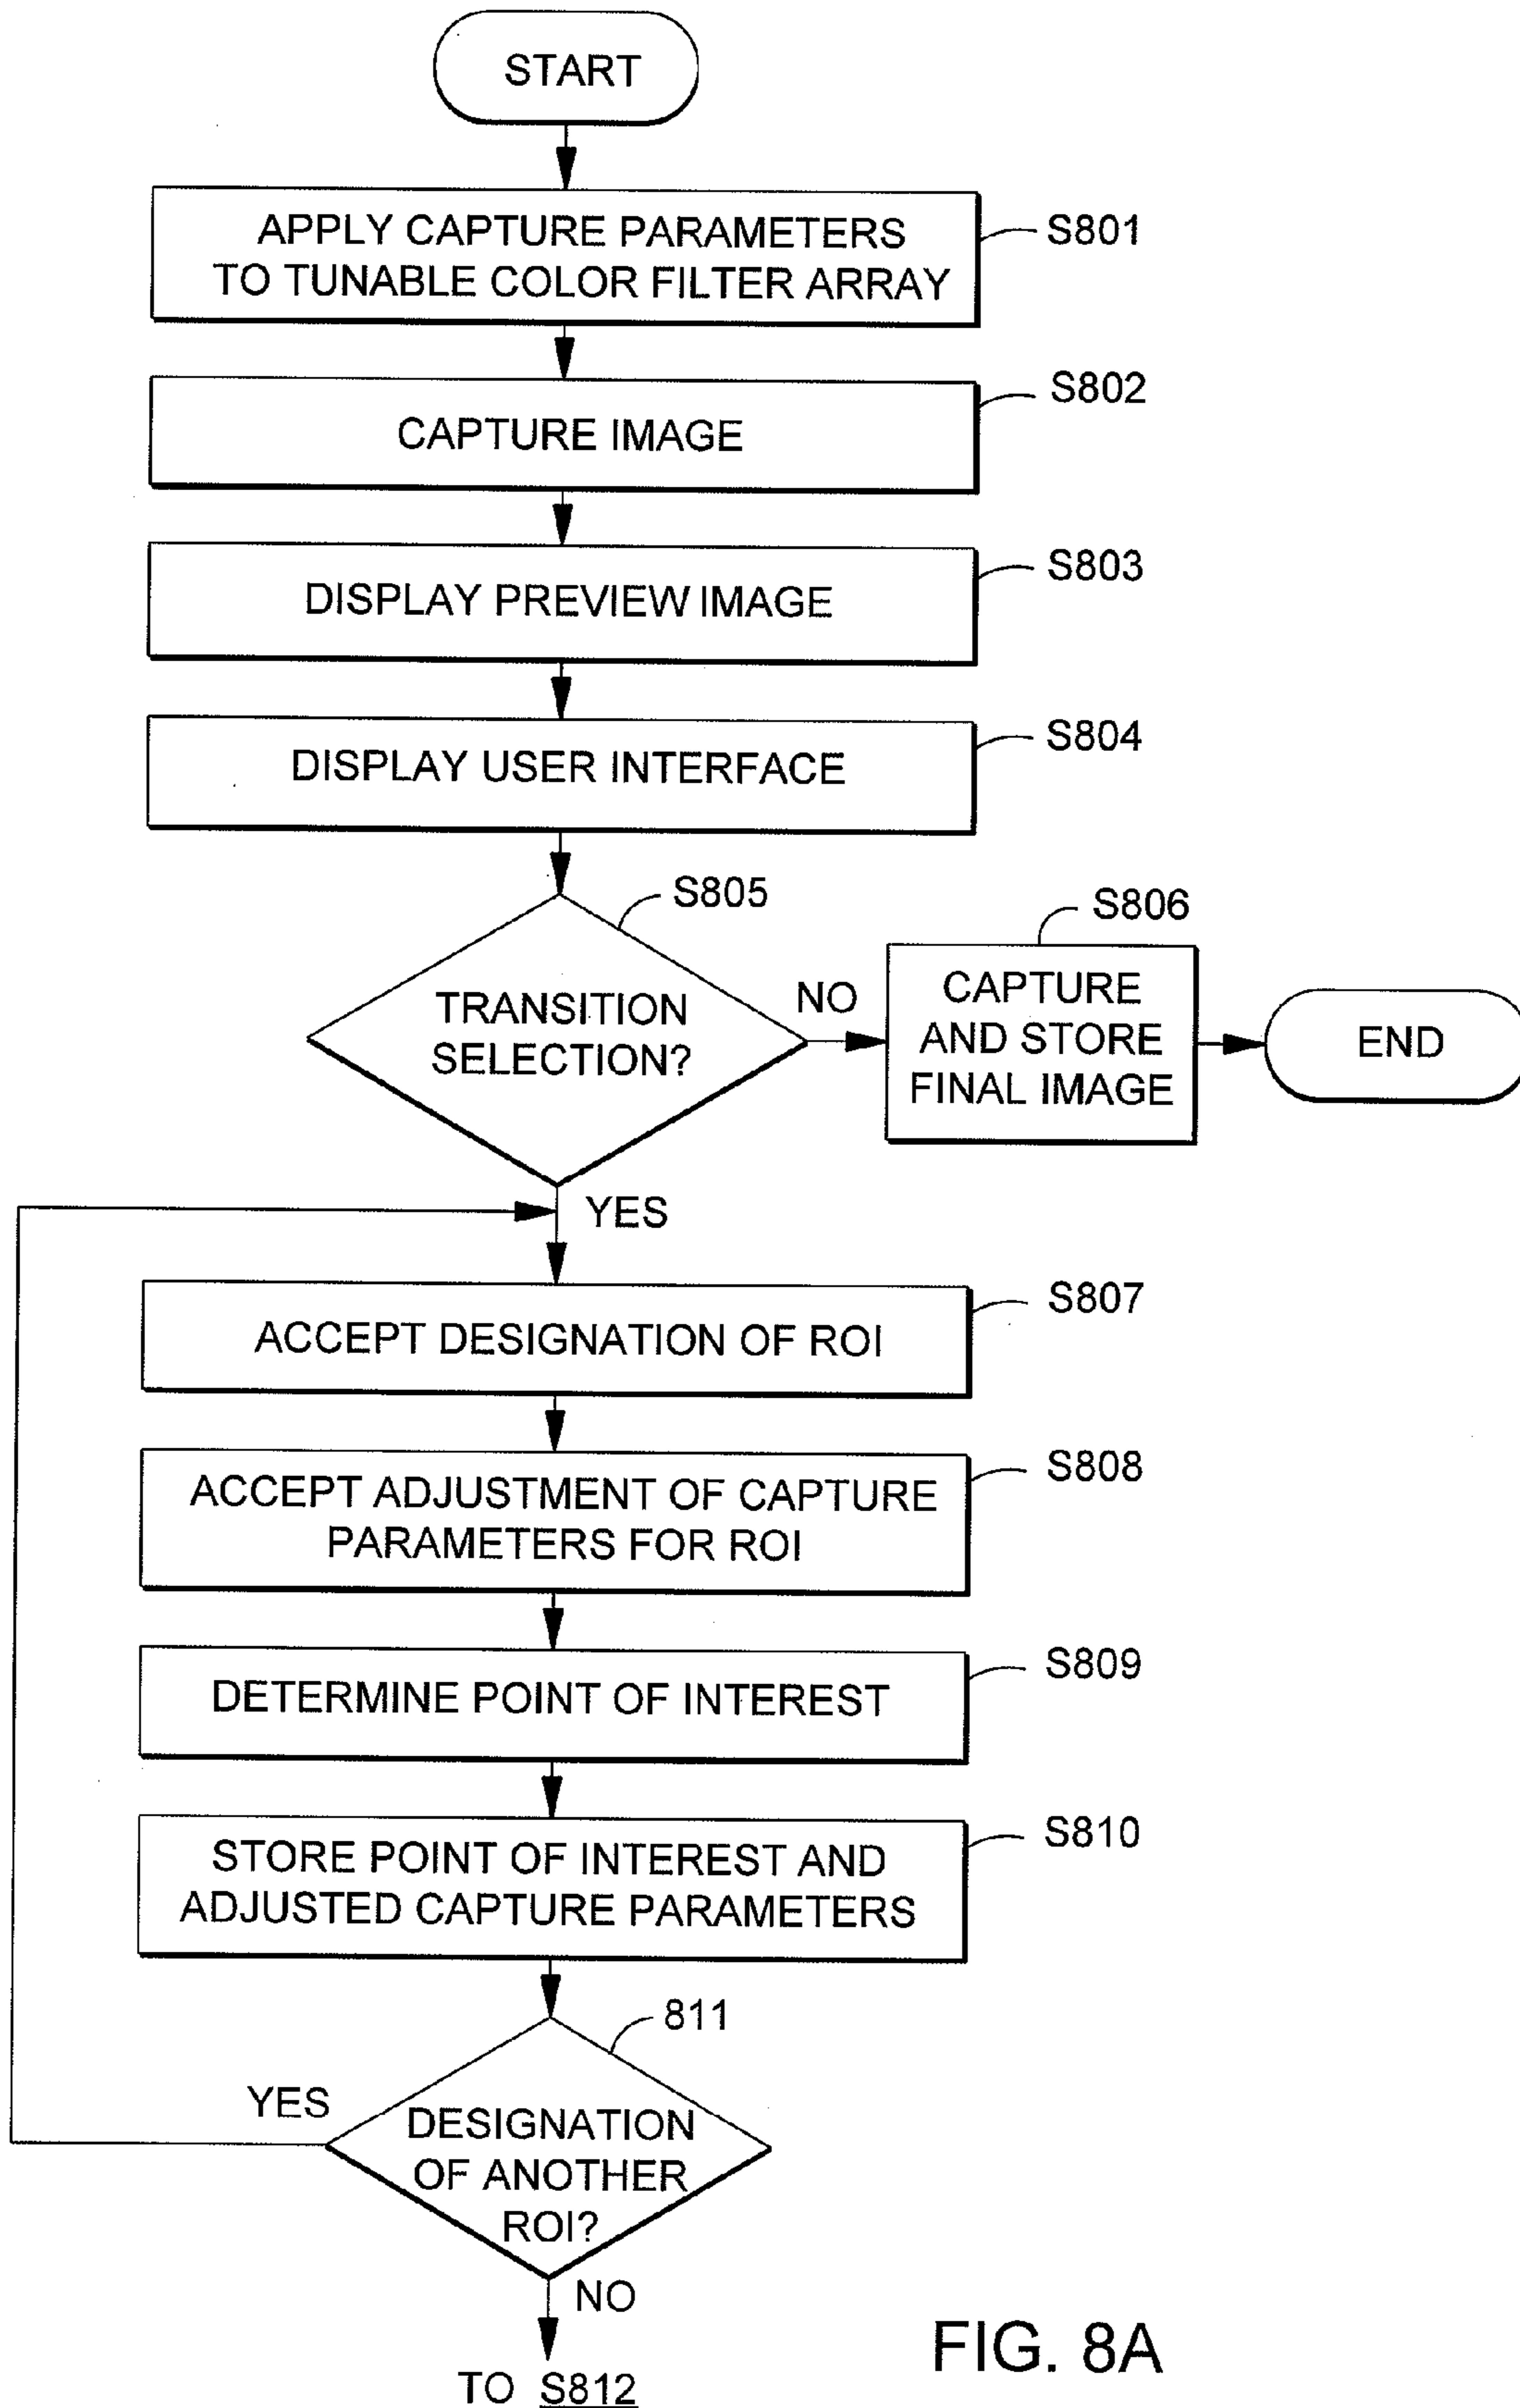 START
APPLY CAPTURE PARAMETERS
TO TUNABLE COLOR FILTER ARRAY
S801
CAPTURE IMAGE
S802
DISPLAY PREVIEW IMAGE
S803
DISPLAY USER INTERFACE
S804
S805
TRANSITION
SELECTION?
NO
S806
CAPTURE
AND STORE
FINAL IMAGE
END
YES
ACCEPT DESIGNATION OF ROI
S807
ACCEPT ADJUSTMENT OF CAPTURE
PARAMETERS FOR ROI
S808
DETERMINE POINT OF INTEREST
S809
STORE POINT OF INTEREST AND
ADJUSTED CAPTURE PARAMETERS
S810
811
YES
DESIGNATION
OF ANOTHER
ROI?
NO
TO S812
FIG. 8A